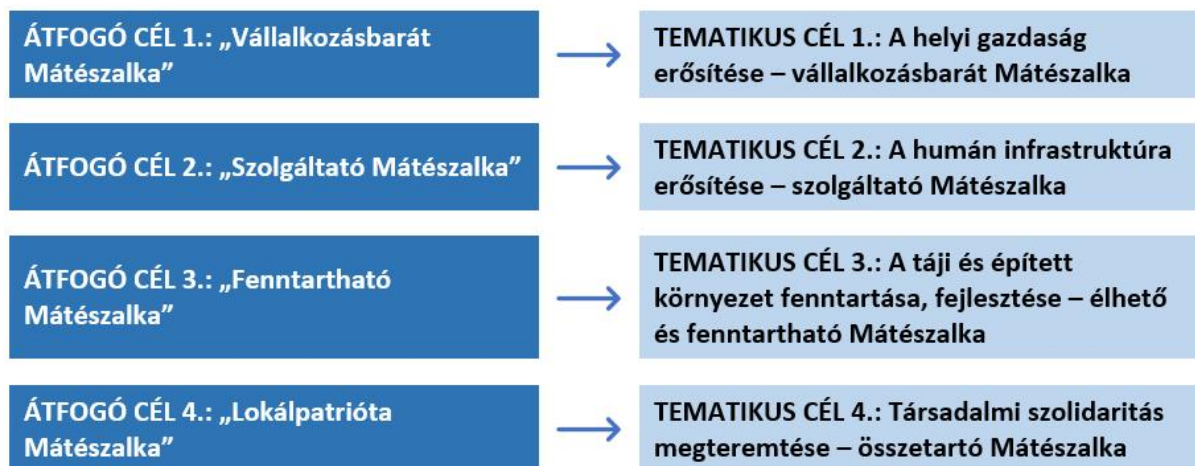 ÁTFOGÓ CÉL 1.: „Vállalkozásbarát
Mátészalka”
TEMATIKUS CÉL 1.: A helyi gazdaság
erősítése – vállalkozásbarát Mátészalka
ÁTFOGÓ CÉL 2.: „Szolgáltató Mátészalka”
TEMATIKUS CÉL 2.: A humán infrastruktúra
erősítése – szolgáltató Mátészalka
ÁTFOGÓ CÉL 3.: „Fenntartható
Mátészalka”
TEMATIKUS CÉL 3.: A táji és épített
környezet fenntartása, fejlesztése – élhető
és fenntartható Mátészalka
ÁTFOGÓ CÉL 4.: „Lokálpatrióta
Mátészalka”
TEMATIKUS CÉL 4.: Társadalmi szolidaritás
megteremtése – összetartó Mátészalka